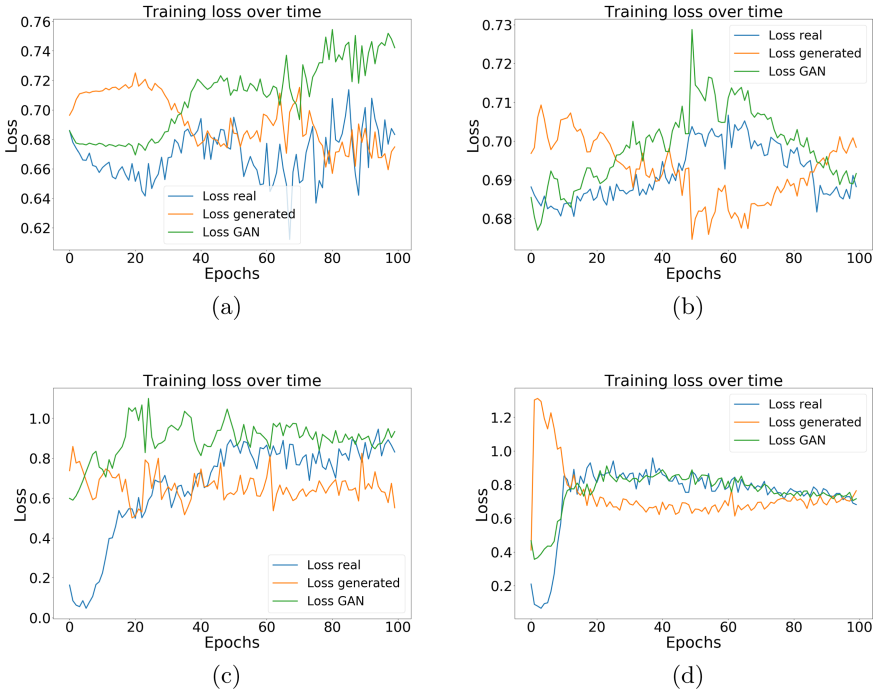 Training loss over time
0.76
0.74
0.72
0.70
0.68
0.66
0.64
0.62
Loss
Loss real
Loss generated
Loss GAN
0 20 40 60 80 100
Epochs
(a)
Training loss over time
0.73
0.72
0.71
0.70
0.69
0.68
Loss
Loss real
Loss generated
Loss GAN
0 20 40 60 80 100
Epochs
(b)
Training loss over time
1.0
0.8
0.6
0.4
0.2
0.0
Loss
Loss real
Loss generated
Loss GAN
0 20 40 60 80 100
Epochs
(c)
Training loss over time
1.2
1.0
0.8
0.6
0.4
0.2
Loss
Loss real
Loss generated
Loss GAN
0 20 40 60 80 100
Epochs
(d)